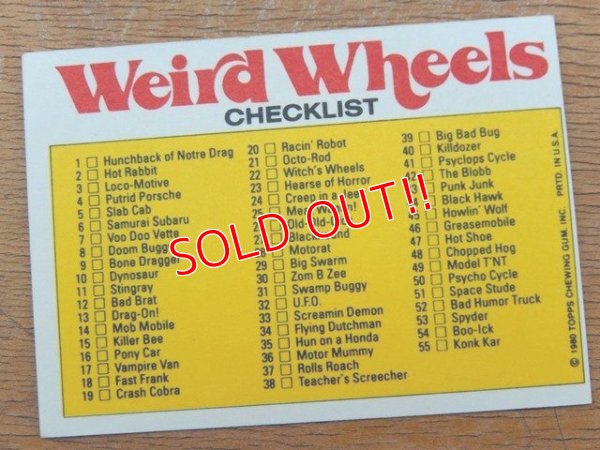 Weird Wheels
CHECKLIST
1 Hunchback of Notre Drag
2 Hot Rabbit
3 Loco-Motive
4 Putrid Porsche
5 Slab Cab
6 Samurai Subaru
7 Voo Doo Vette
8 Doom Buggy
9 Bone Dragger
10 Dynosaur
11 Stingray
12 Bad Brat
13 Drag-On!
14 Mob Mobile
15 Killer Bee
16 Pony Car
17 Vampire Van
18 Fast Frank
19 Crash Cobra
20 Racin' Robot
21 Octo-Rod
22 Witch's Wheels
23 Hearse of Horror
24 Creep in a Jeep
25
26
27
28 Motorat
29 Big Swarm
30 Zom B Zee
31 Swamp Buggy
32 U.F.O.
33 Screamin Demon
34 Flying Dutchman
35 Hun on a Honda
36 Motor Mummy
37 Rolls Roach
38 Teacher's Screecher
39 Big Bad Bug
40 Killdozer
41 Psyclops Cycle
42 The Blobb
43 Punk Junk
44 Black Hawk
45 Howlin' Wolf
46 Greasemobile
47 Hot Shoe
48 Chopped Hog
49 Model T'NT
50 Psycho Cycle
51 Space Stude
52 Bad Humor Truck
53 Spyder
54 Boo-Ick
55 Konk Kar
© 1980 TOPPS CHEWING GUM, INC. PRTD. IN U.S.A.
SOLD OUT!!